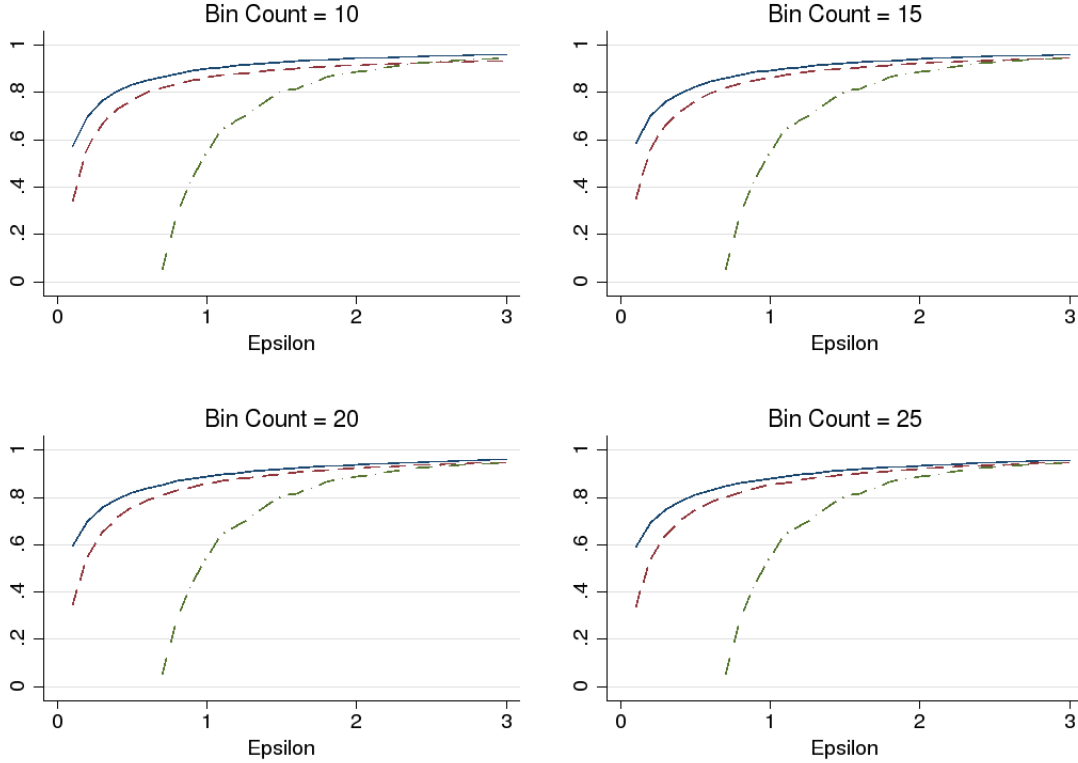 Bin Count = 10
1
.8
.6
.4
.2
0
0 1 2 3
Epsilon
Bin Count = 15
1
.8
.6
.4
.2
0
0 1 2 3
Epsilon
Bin Count = 20
1
.8
.6
.4
.2
0
0 1 2 3
Epsilon
Bin Count = 25
1
.8
.6
.4
.2
0
0 1 2 3
Epsilon